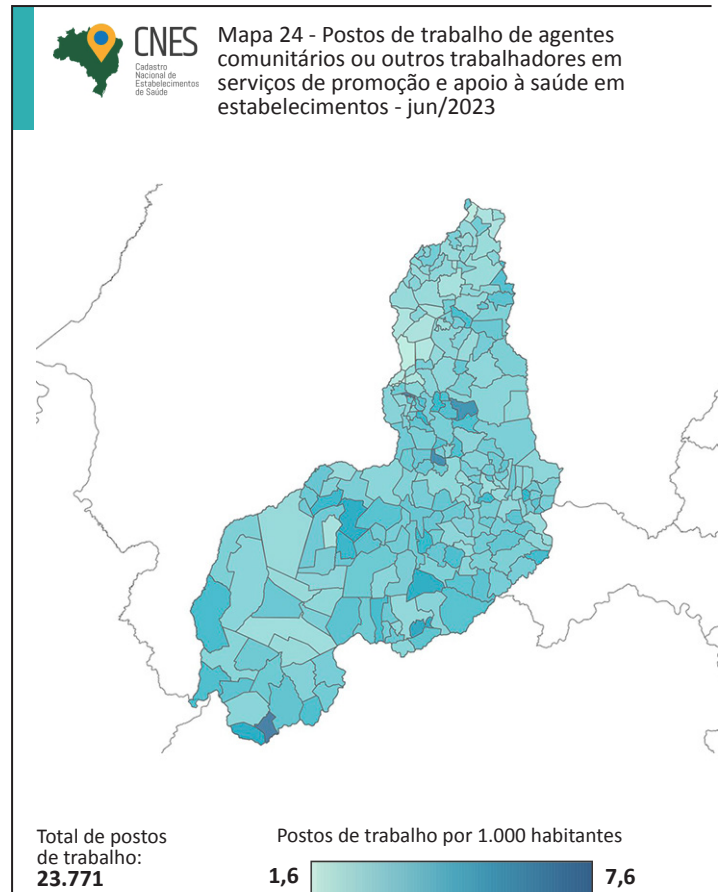 CNES
Cadastro
Nacional de
Estabelecimentos
de Saúde
Mapa 24 - Postos de trabalho de agentes
comunitários ou outros trabalhadores em
serviços de promoção e apoio à saúde em
estabelecimentos - jun/2023
Total de postos
de trabalho:
23.771
Postos de trabalho por 1.000 habitantes
1,6
7,6